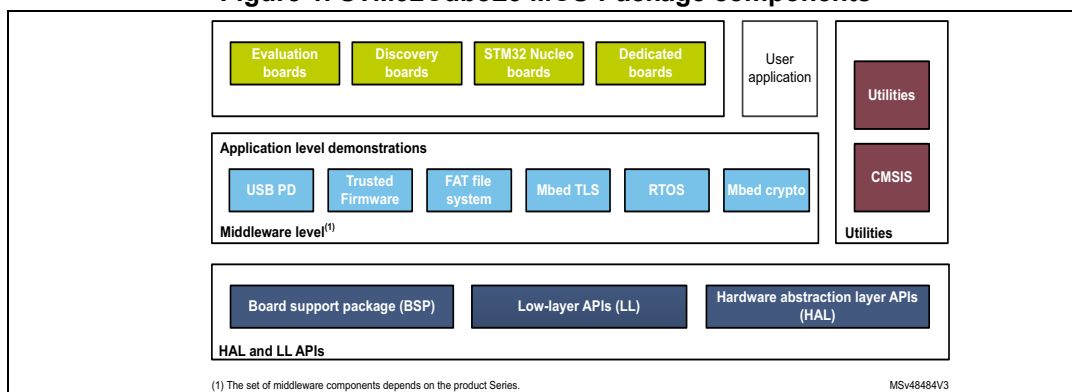 Evaluation
boards
Discovery
boards
STM32 Nucleo
boards
Dedicated
boards
User
application
Utilities
CMSIS
Utilities
Application level demonstrations
USB PD
Trusted
Firmware
FAT file
system
Mbed TLS
RTOS
Mbed crypto
Middleware level(1)
Board support package (BSP)
Low-layer APIs (LL)
Hardware abstraction layer APIs
(HAL)
HAL and LL APIs
(1) The set of middleware components depends on the product Series.
MSv48484V3